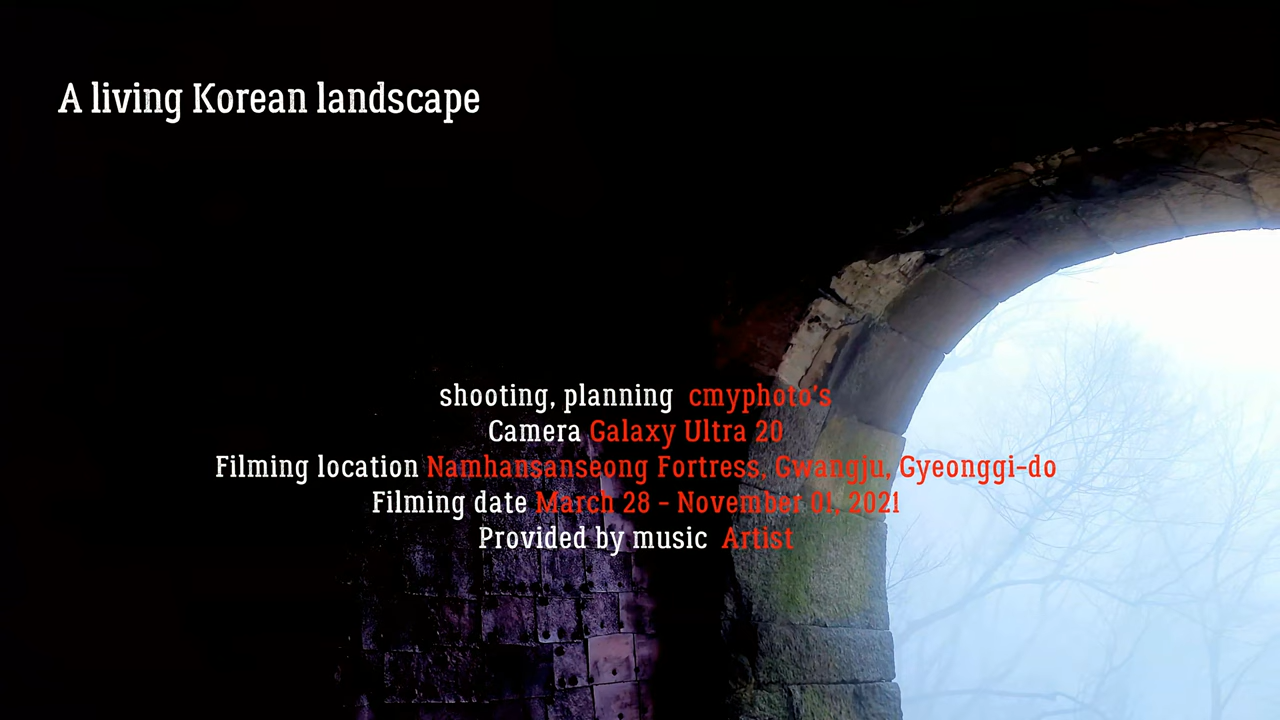 A living Korean landscape
shooting, planning cmyphoto's
Camera Galaxy Ultra 20
Filming location Namhansanseong Fortress, Gwangju, Gyeonggi-do
Filming date March 28 - November 01, 2021
Provided by music Artist